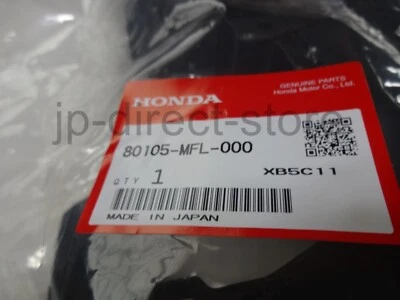 GENUINE PARTS
Honda Motor Co., Ltd.
HONDA
jp-direct-store
80105-MFL-000
QTY 1
XB5C11
MADE IN JAPAN